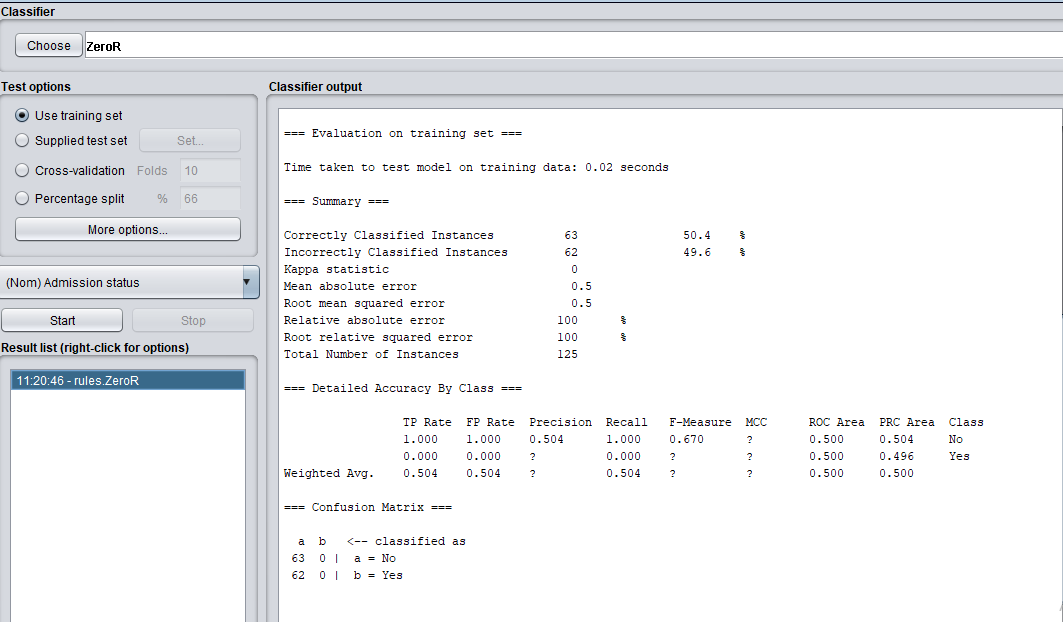 Classifier
Choose ZeroR
Test options
Use training set
Supplied test set Set...
Cross-validation Folds 10
Percentage split % 66
More options...
(Nom) Admission status
Start Stop
Result list (right-click for options)
11:20:46 - rules.ZeroR
Classifier output
=== Evaluation on training set ===
Time taken to test model on training data: 0.02 seconds
=== Summary ===
Correctly Classified Instances 63 50.4 %
Incorrectly Classified Instances 62 49.6 %
Kappa statistic 0
Mean absolute error 0.5
Root mean squared error 0.5
Relative absolute error 100 %
Root relative squared error 100 %
Total Number of Instances 125
=== Detailed Accuracy By Class ===
TP Rate FP Rate Precision Recall F-Measure MCC ROC Area PRC Area Class
1.000 1.000 0.504 1.000 0.670 ? 0.500 0.504 No
0.000 0.000 ? 0.000 ? ? 0.500 0.496 Yes
Weighted Avg. 0.504 0.504 ? 0.504 ? ? 0.500 0.500
=== Confusion Matrix ===
a b <-- classified as
63 0 | a = No
62 0 | b = Yes